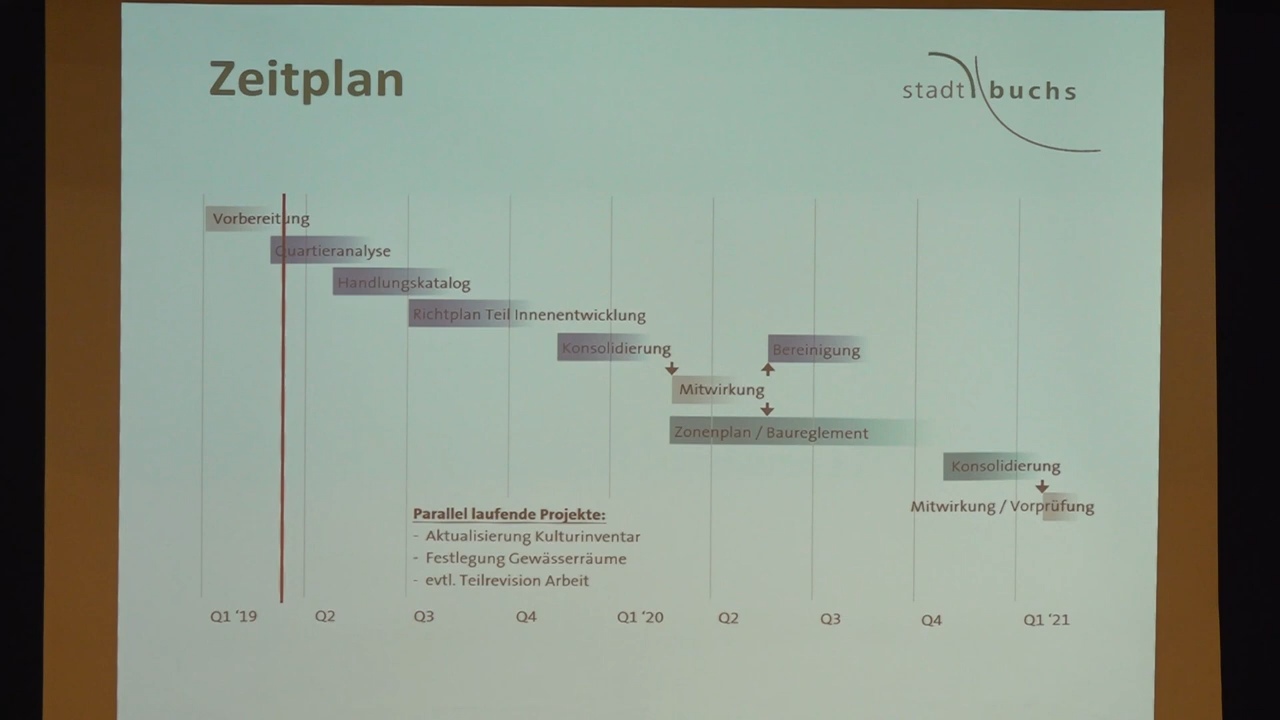 Zeitplan
stadt buchs
Vorbereitung
Quartieranalyse
Handlungskatalog
Richtplan Teil Innenentwicklung
Konsolidierung
Bereinigung
Mitwirkung
Zonenplan / Baureglement
Konsolidierung
Mitwirkung / Vorprüfung
Parallel laufende Projekte:
- Aktualisierung Kulturinventar
- Festlegung Gewässerräume
- evtl. Teilrevision Arbeit
Q1 '19 Q2 Q3 Q4 Q1 '20 Q2 Q3 Q4 Q1 '21